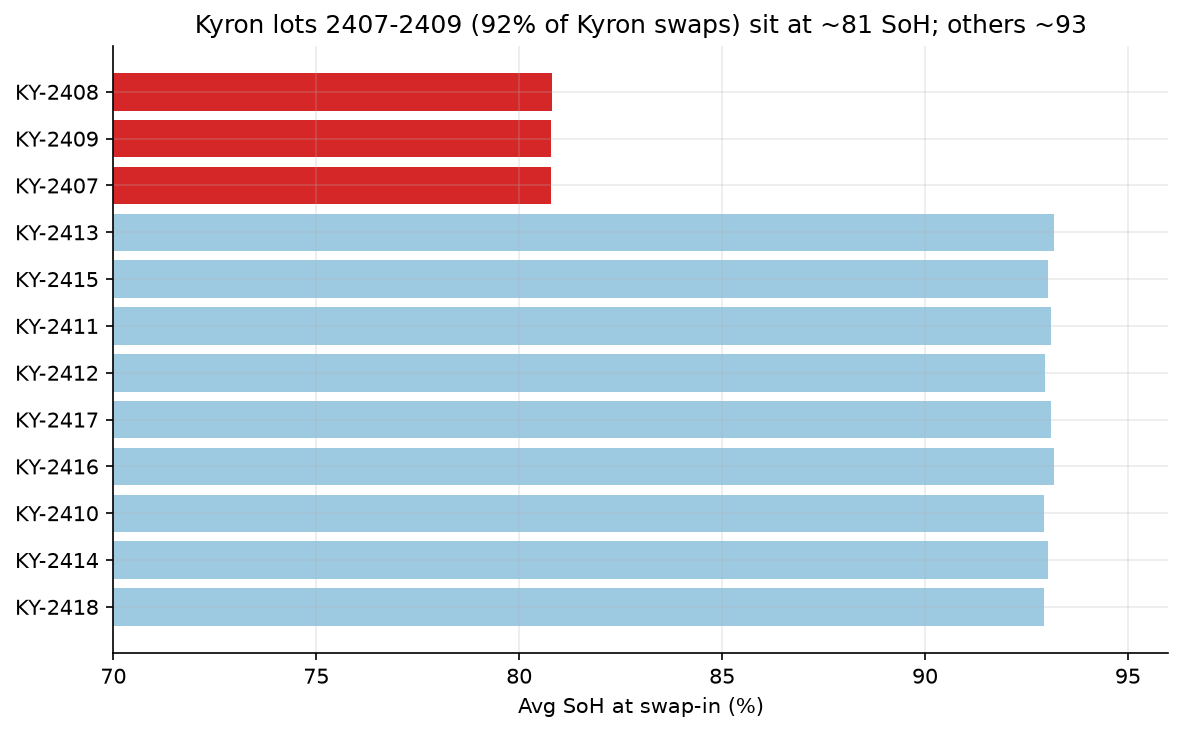 Kyron lots 2407-2409 (92% of Kyron swaps) sit at ~81 SoH; others ~93
KY-2408
KY-2409
KY-2407
KY-2413
KY-2415
KY-2411
KY-2412
KY-2417
KY-2416
KY-2410
KY-2414
KY-2418
70 75 80 85 90 95
Avg SoH at swap-in (%)